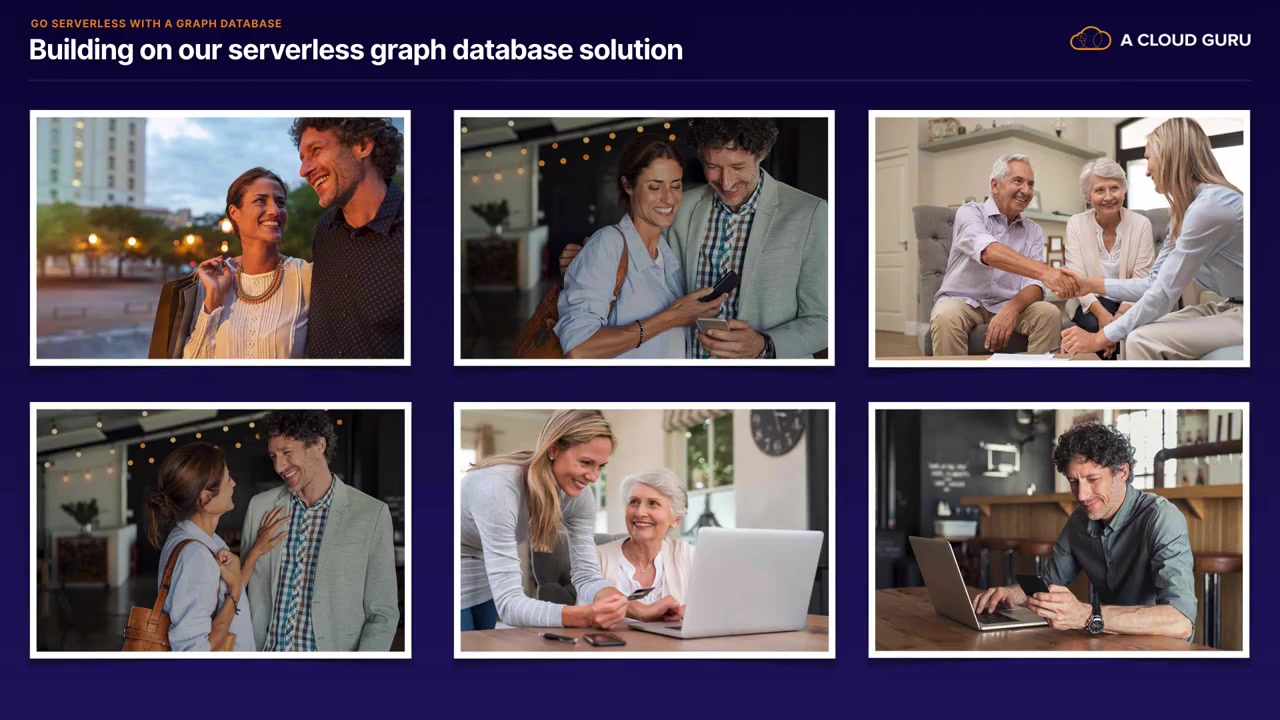 GO SERVERLESS WITH A GRAPH DATABASE
Building on our serverless graph database solution
A CLOUD GURU